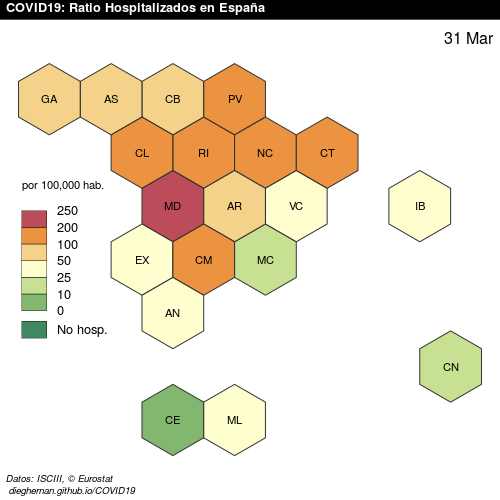 COVID19: Ratio Hospitalizados en España
31 Mar
GA AS CB PV
CL RI NC CT
por 100,000 hab.
MD AR VC IB
250
200
100
50
25
10
0
No hosp.
EX CM MC
AN
CN
CE ML
Datos: ISCIII, © Eurostat
dieghernan.github.io/COVID19